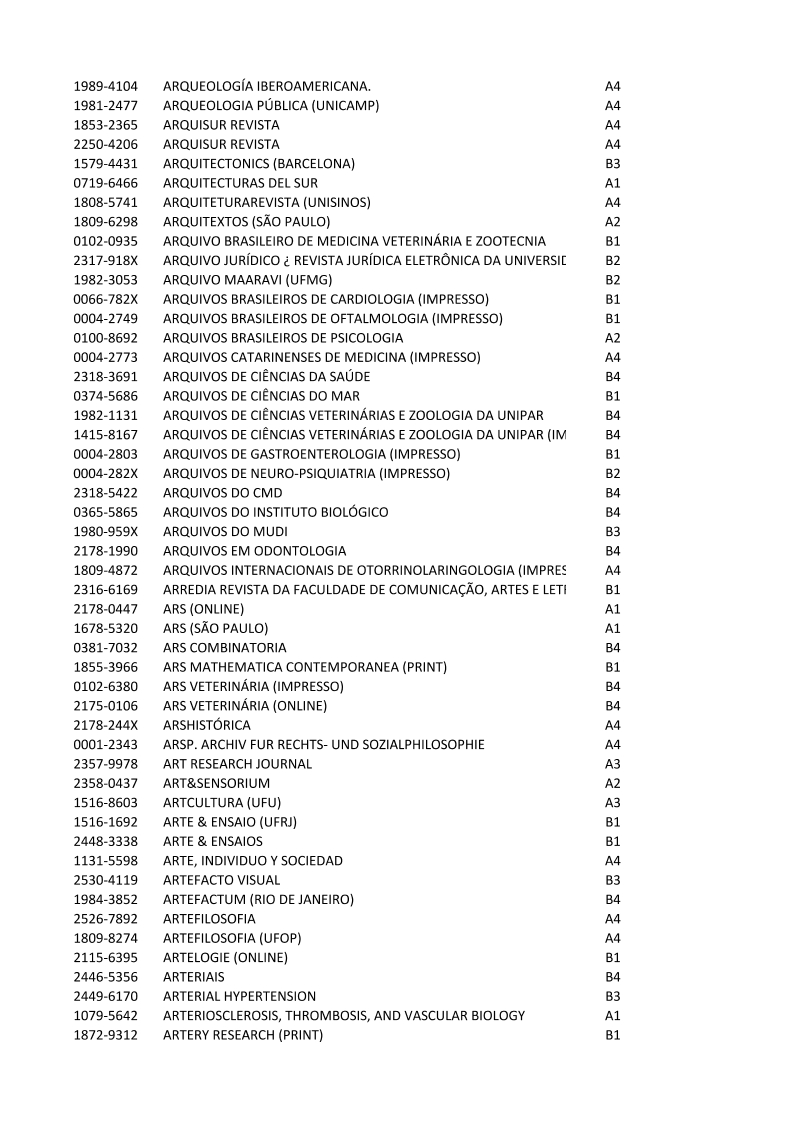 1989-4104 ARQUEOLOGÍA IBEROAMERICANA. A4
1981-2477 ARQUEOLOGIA PÚBLICA (UNICAMP) A4
1853-2365 ARQUISUR REVISTA A4
2250-4206 ARQUISUR REVISTA A4
1579-4431 ARQUITECTONICS (BARCELONA) B3
0719-6466 ARQUITECTURAS DEL SUR A1
1808-5741 ARQUITETURAREVISTA (UNISINOS) A4
1809-6298 ARQUITEXTOS (SÃO PAULO) A2
0102-0935 ARQUIVO BRASILEIRO DE MEDICINA VETERINÁRIA E ZOOTECNIA B1
2317-918X ARQUIVO JURÍDICO ¿ REVISTA JURÍDICA ELETRÔNICA DA UNIVERSID B2
1982-3053 ARQUIVO MAARAVI (UFMG) B2
0066-782X ARQUIVOS BRASILEIROS DE CARDIOLOGIA (IMPRESSO) B1
0004-2749 ARQUIVOS BRASILEIROS DE OFTALMOLOGIA (IMPRESSO) B1
0100-8692 ARQUIVOS BRASILEIROS DE PSICOLOGIA A2
0004-2773 ARQUIVOS CATARINENSES DE MEDICINA (IMPRESSO) A4
2318-3691 ARQUIVOS DE CIÊNCIAS DA SAÚDE B4
0374-5686 ARQUIVOS DE CIÊNCIAS DO MAR B1
1982-1131 ARQUIVOS DE CIÊNCIAS VETERINÁRIAS E ZOOLOGIA DA UNIPAR B4
1415-8167 ARQUIVOS DE CIÊNCIAS VETERINÁRIAS E ZOOLOGIA DA UNIPAR (IM B4
0004-2803 ARQUIVOS DE GASTROENTEROLOGIA (IMPRESSO) B1
0004-282X ARQUIVOS DE NEURO-PSIQUIATRIA (IMPRESSO) B2
2318-5422 ARQUIVOS DO CMD B4
0365-5865 ARQUIVOS DO INSTITUTO BIOLÓGICO B4
1980-959X ARQUIVOS DO MUDI B3
2178-1990 ARQUIVOS EM ODONTOLOGIA B4
1809-4872 ARQUIVOS INTERNACIONAIS DE OTORRINOLARINGOLOGIA (IMPRES A4
2316-6169 ARREDIA REVISTA DA FACULDADE DE COMUNICAÇÃO, ARTES E LETI B1
2178-0447 ARS (ONLINE) A1
1678-5320 ARS (SÃO PAULO) A1
0381-7032 ARS COMBINATORIA B4
1855-3966 ARS MATHEMATICA CONTEMPORANEA (PRINT) B1
0102-6380 ARS VETERINÁRIA (IMPRESSO) B4
2175-0106 ARS VETERINÁRIA (ONLINE) B4
2178-244X ARSHISTÓRICA A4
0001-2343 ARSP. ARCHIV FUR RECHTS- UND SOZIALPHILOSOPHIE A4
2357-9978 ART RESEARCH JOURNAL A3
2358-0437 ART&SENSORIUM A2
1516-8603 ARTCULTURA (UFU) A3
1516-1692 ARTE & ENSAIO (UFRJ) B1
2448-3338 ARTE & ENSAIOS B1
1131-5598 ARTE, INDIVIDUO Y SOCIEDAD A4
2530-4119 ARTEFACTO VISUAL B3
1984-3852 ARTEFACTUM (RIO DE JANEIRO) B4
2526-7892 ARTEFILOSOFIA A4
1809-8274 ARTEFILOSOFIA (UFOP) A4
2115-6395 ARTELOGIE (ONLINE) B1
2446-5356 ARTERIAIS B4
2449-6170 ARTERIAL HYPERTENSION B3
1079-5642 ARTERIOSCLEROSIS, THROMBOSIS, AND VASCULAR BIOLOGY A1
1872-9312 ARTERY RESEARCH (PRINT) B1